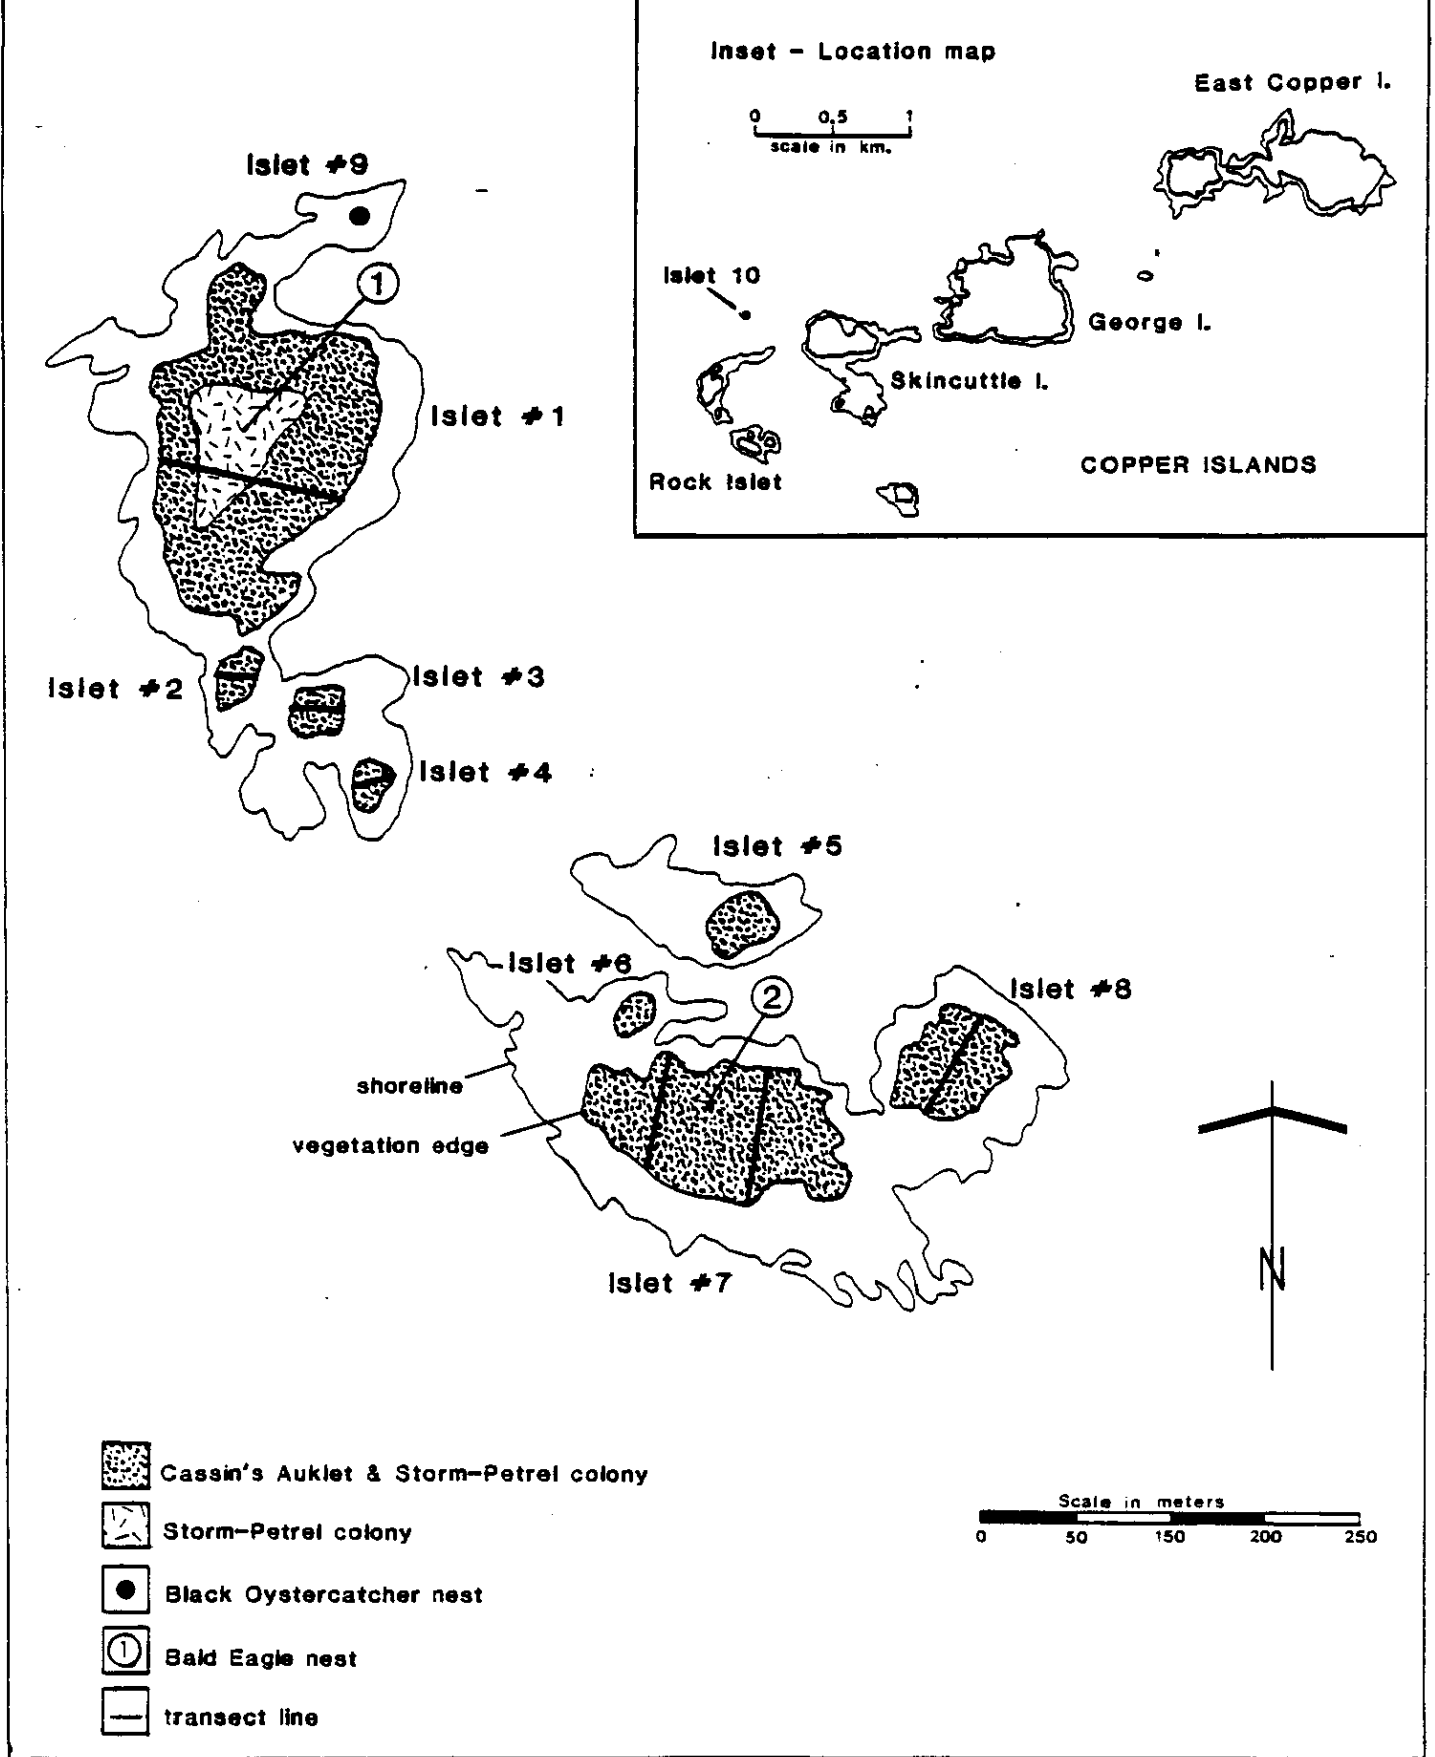 Inset - Location map
0 0.5 1
scale in km.
East Copper I.
Islet 10
George I.
Skincuttle I.
Rock Islet
COPPER ISLANDS
Islet #9
1
Islet #1
Islet #2
Islet #3
Islet #4
Islet #5
Islet #6
2
Islet #8
shoreline
vegetation edge
Islet #7
N
Cassin's Auklet & Storm-Petrel colony
Storm-Petrel colony
Black Oystercatcher nest
1 Bald Eagle nest
transect line
Scale in meters
0 50 150 200 250